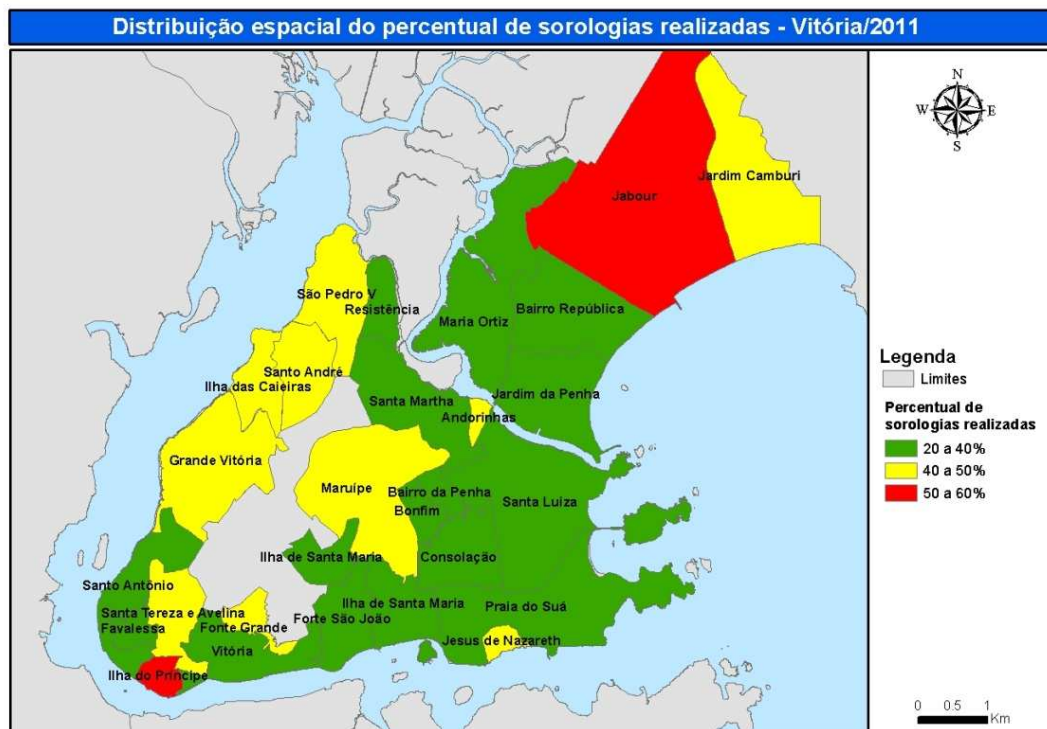 Distribuição espacial do percentual de sorologias realizadas - Vitória/2011
N
W
E
S
Jardim Camburi
Jabour
São Pedro V
Resistência
Maria Ortiz
Bairro República
Santo André
Ilha das Caieiras
Santa Martha
Jardim da Penha
Andorinhas
Grande Vitória
Maruípe
Bairro da Penha
Bonfim
Santa Luiza
Ilha de Santa Maria
Consolação
Santo Antônio
Santa Tereza e Avelina
Favalessa
Fonte Grande
Forte São João
Ilha de Santa Maria
Praia do Suá
Vitória
Jesus de Nazareth
Ilha do Príncipe
Legenda
Limites
Percentual de
sorologias realizadas
20 a 40%
40 a 50%
50 a 60%
0 0.5 1
Km